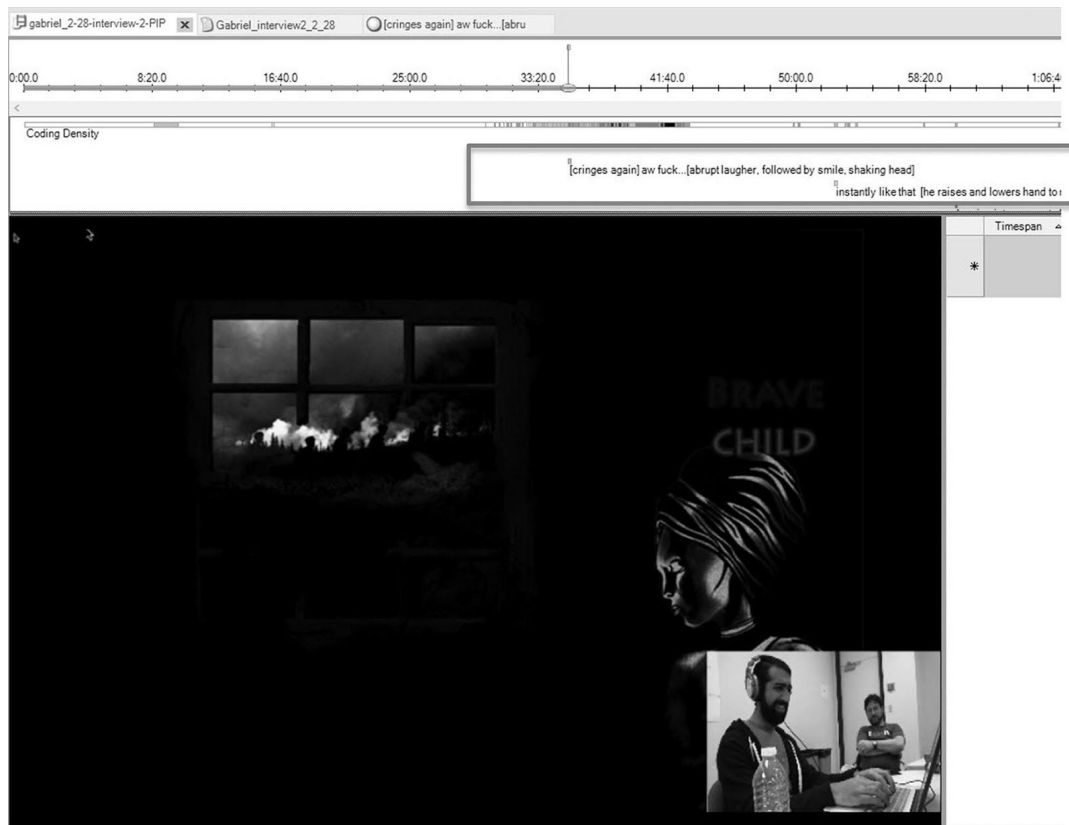 gabriel_2-28-interview-2-PIP Gabriel_interview2_2_28 [cringes again] aw fuck...[abru
0:00.0 8:20.0 16:40.0 25:00.0 33:20.0 41:40.0 50:00.0 58:20.0 1:06:4
Coding Density
[cringes again] aw fuck...[abrupt laugher, followed by smile, shaking head]
instantly like that [he raises and lowers hand to
Timespan
BRAVE
CHILD